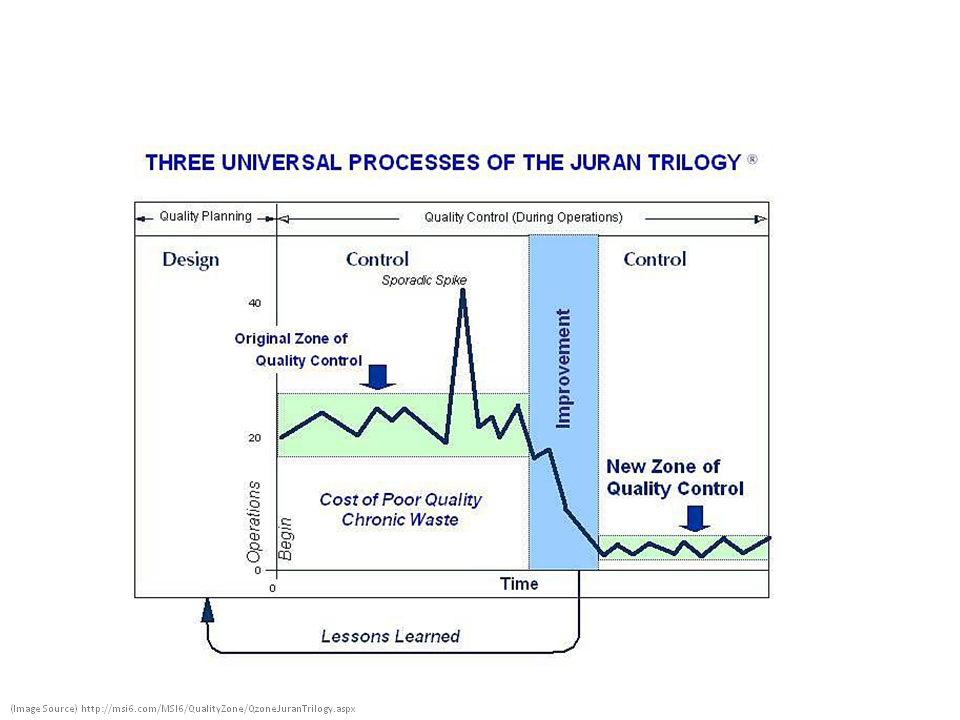 THREE UNIVERSAL PROCESSES OF THE JURAN TRILOGY ®
Quality Planning
Quality Control (During Operations)
Design
Control
Control
Sporadic Spike
40
Original Zone of
Quality Control
Improvement
20
New Zone of
Quality Control
Cost of Poor Quality
Chronic Waste
Operations
Begin
0
0
Time
Lessons Learned
(Image Source) http://msi6.com/MSI6/QualityZone/QzoneJuranTrilogy.aspx